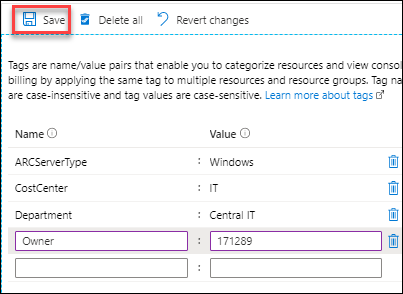 Save Delete all Revert changes
Tags are name/value pairs that enable you to categorize resources and view conso
billing by applying the same tag to multiple resources and resource groups. Tag na
are case-insensitive and tag values are case-sensitive. Learn more about tags
Name Value
ARCServerType : Windows
CostCenter : IT
Department : Central IT
Owner : 171289
: